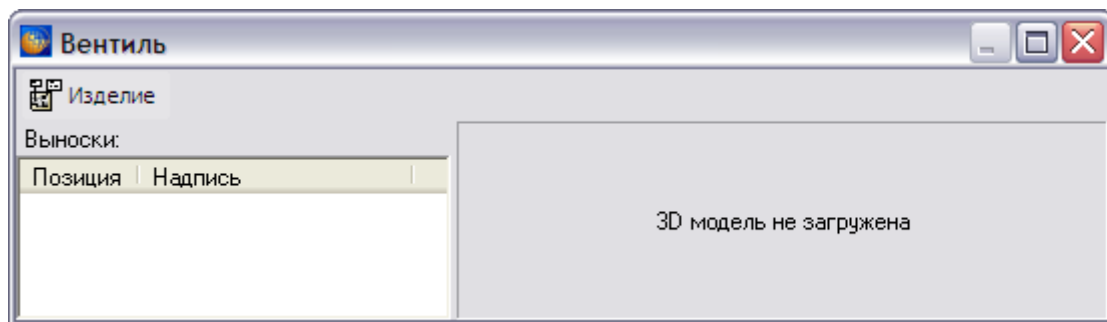 Вентиль
Изделие
Выноски:
Позиция Надпись
3D модель не загружена